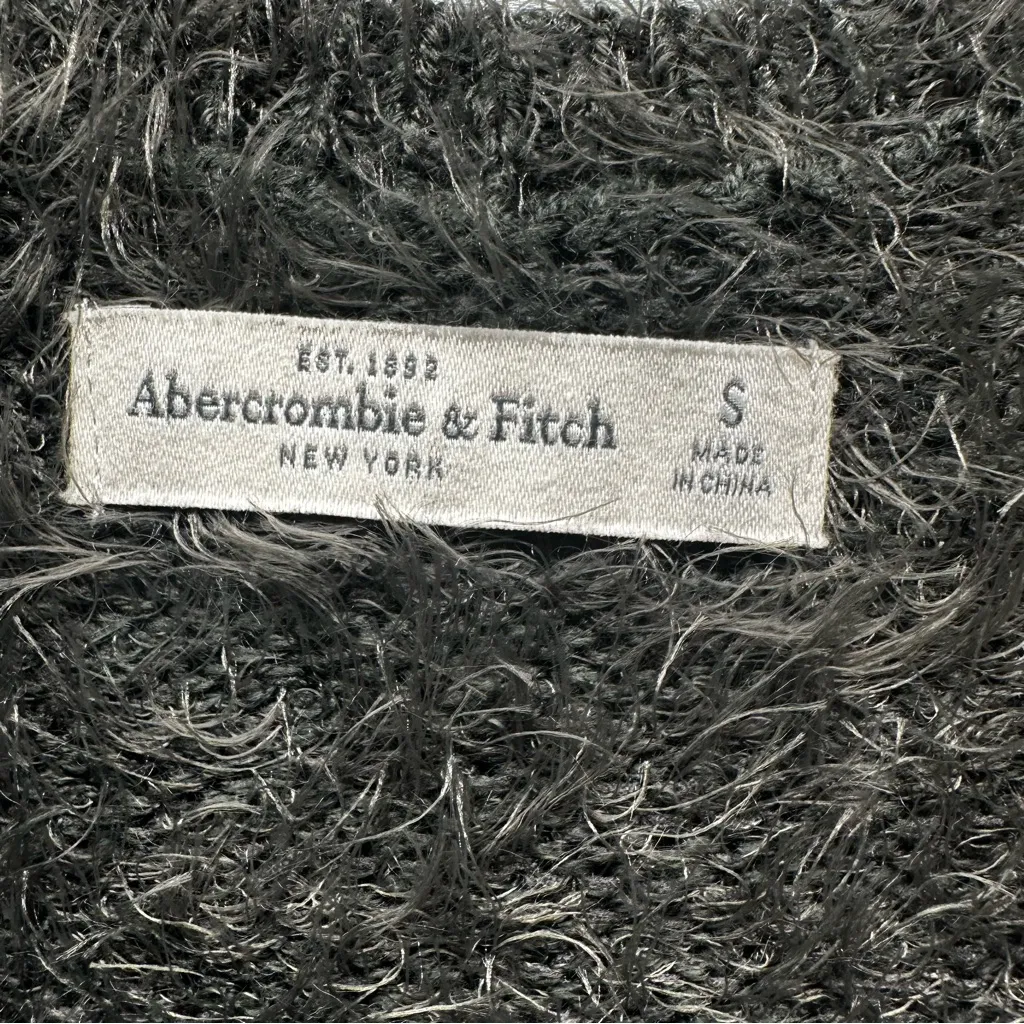 EST. 1892
Abercrombie & Fitch
NEW YORK
S
MADE
IN CHINA